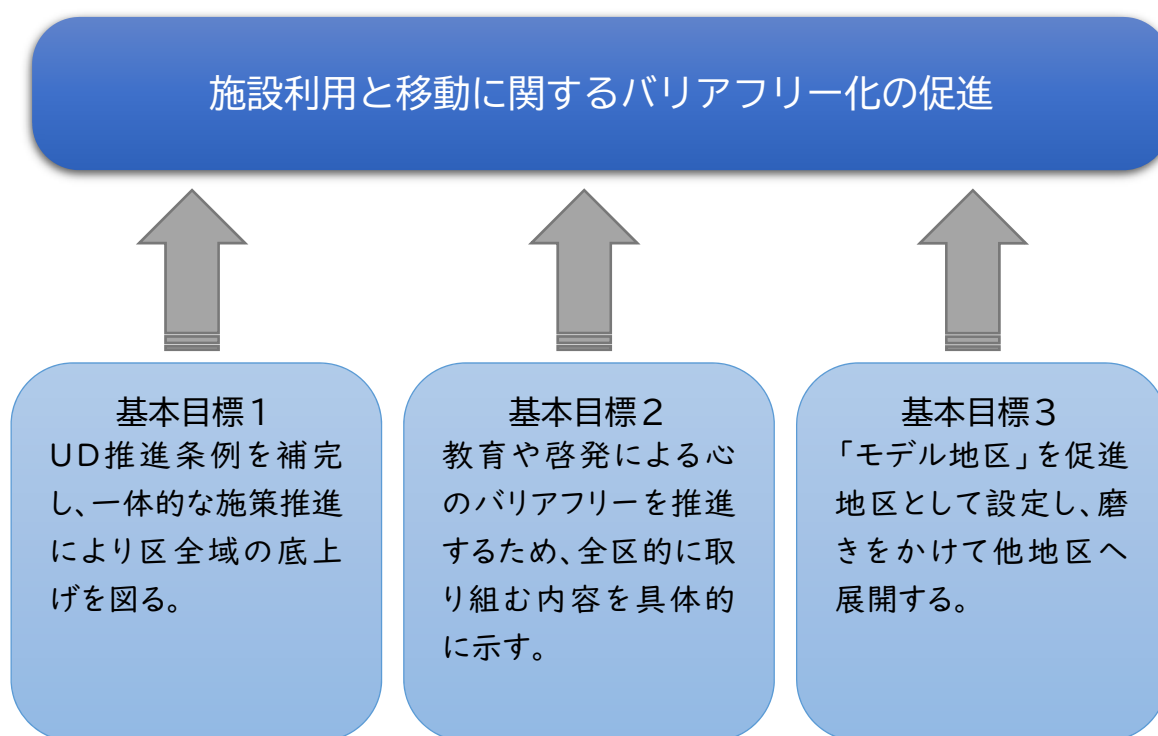 施設利用と移動に関するバリアフリー化の促進
基本目標1
UD推進条例を補完
し、一体的な施策推進
により区全域の底上
げを図る。
基本目標2
教育や啓発による心
のバリアフリーを推進
するため、全区的に取
り組む内容を具体的
に示す。
基本目標3
「モデル地区」を促進
地区として設定し、磨
きをかけて他地区へ
展開する。